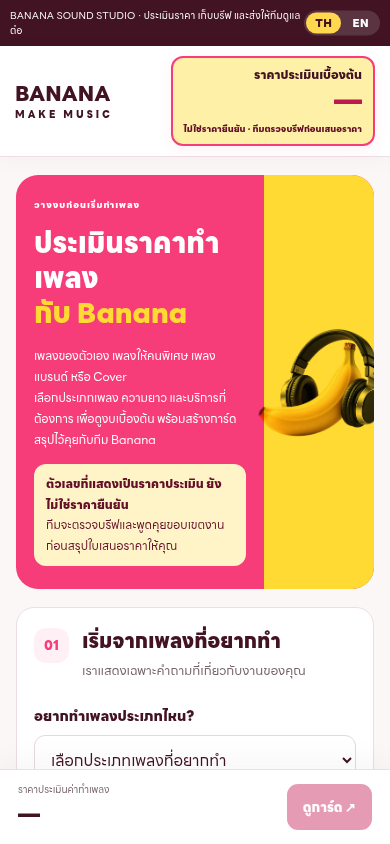 BANANA SOUND STUDIO · ประเมินราคา เก็บบรีฟ และส่งให้ทีมดูแล
ต่อ
TH EN
BANANA
MAKE MUSIC
ราคาประเมินเบื้องต้น
—
ไม่ใช่ราคายืนยัน · ทีมตรวจบรีฟก่อนเสนอราคา
วางงบก่อนเริ่มทำเพลง
ประเมินราคาทำ
เพลง
กับ Banana
เพลงของตัวเอง เพลงให้คนพิเศษ เพลง
แบรนด์ หรือ Cover
เลือกประเภทเพลง ความยาว และบริการที่
ต้องการ เพื่อดูงบเบื้องต้น พร้อมสร้างการ์ด
สรุปไว้คุยกับทีม Banana
ตัวเลขที่แสดงเป็นราคาประเมิน ยัง
ไม่ใช่ราคายืนยัน
ทีมจะตรวจบรีฟและพูดคุยขอบเขตงาน
ก่อนสรุปใบเสนอราคาให้คุณ
01 เริ่มจากเพลงที่อยากทำ
เราแสดงเฉพาะคำถามที่เกี่ยวกับงานของคุณ
อยากทำเพลงประเภทไหน?
เลือกประเภทเพลงที่อยากทำ
ราคาประเมินค่าทำเพลง
—
ดูการ์ด ↗